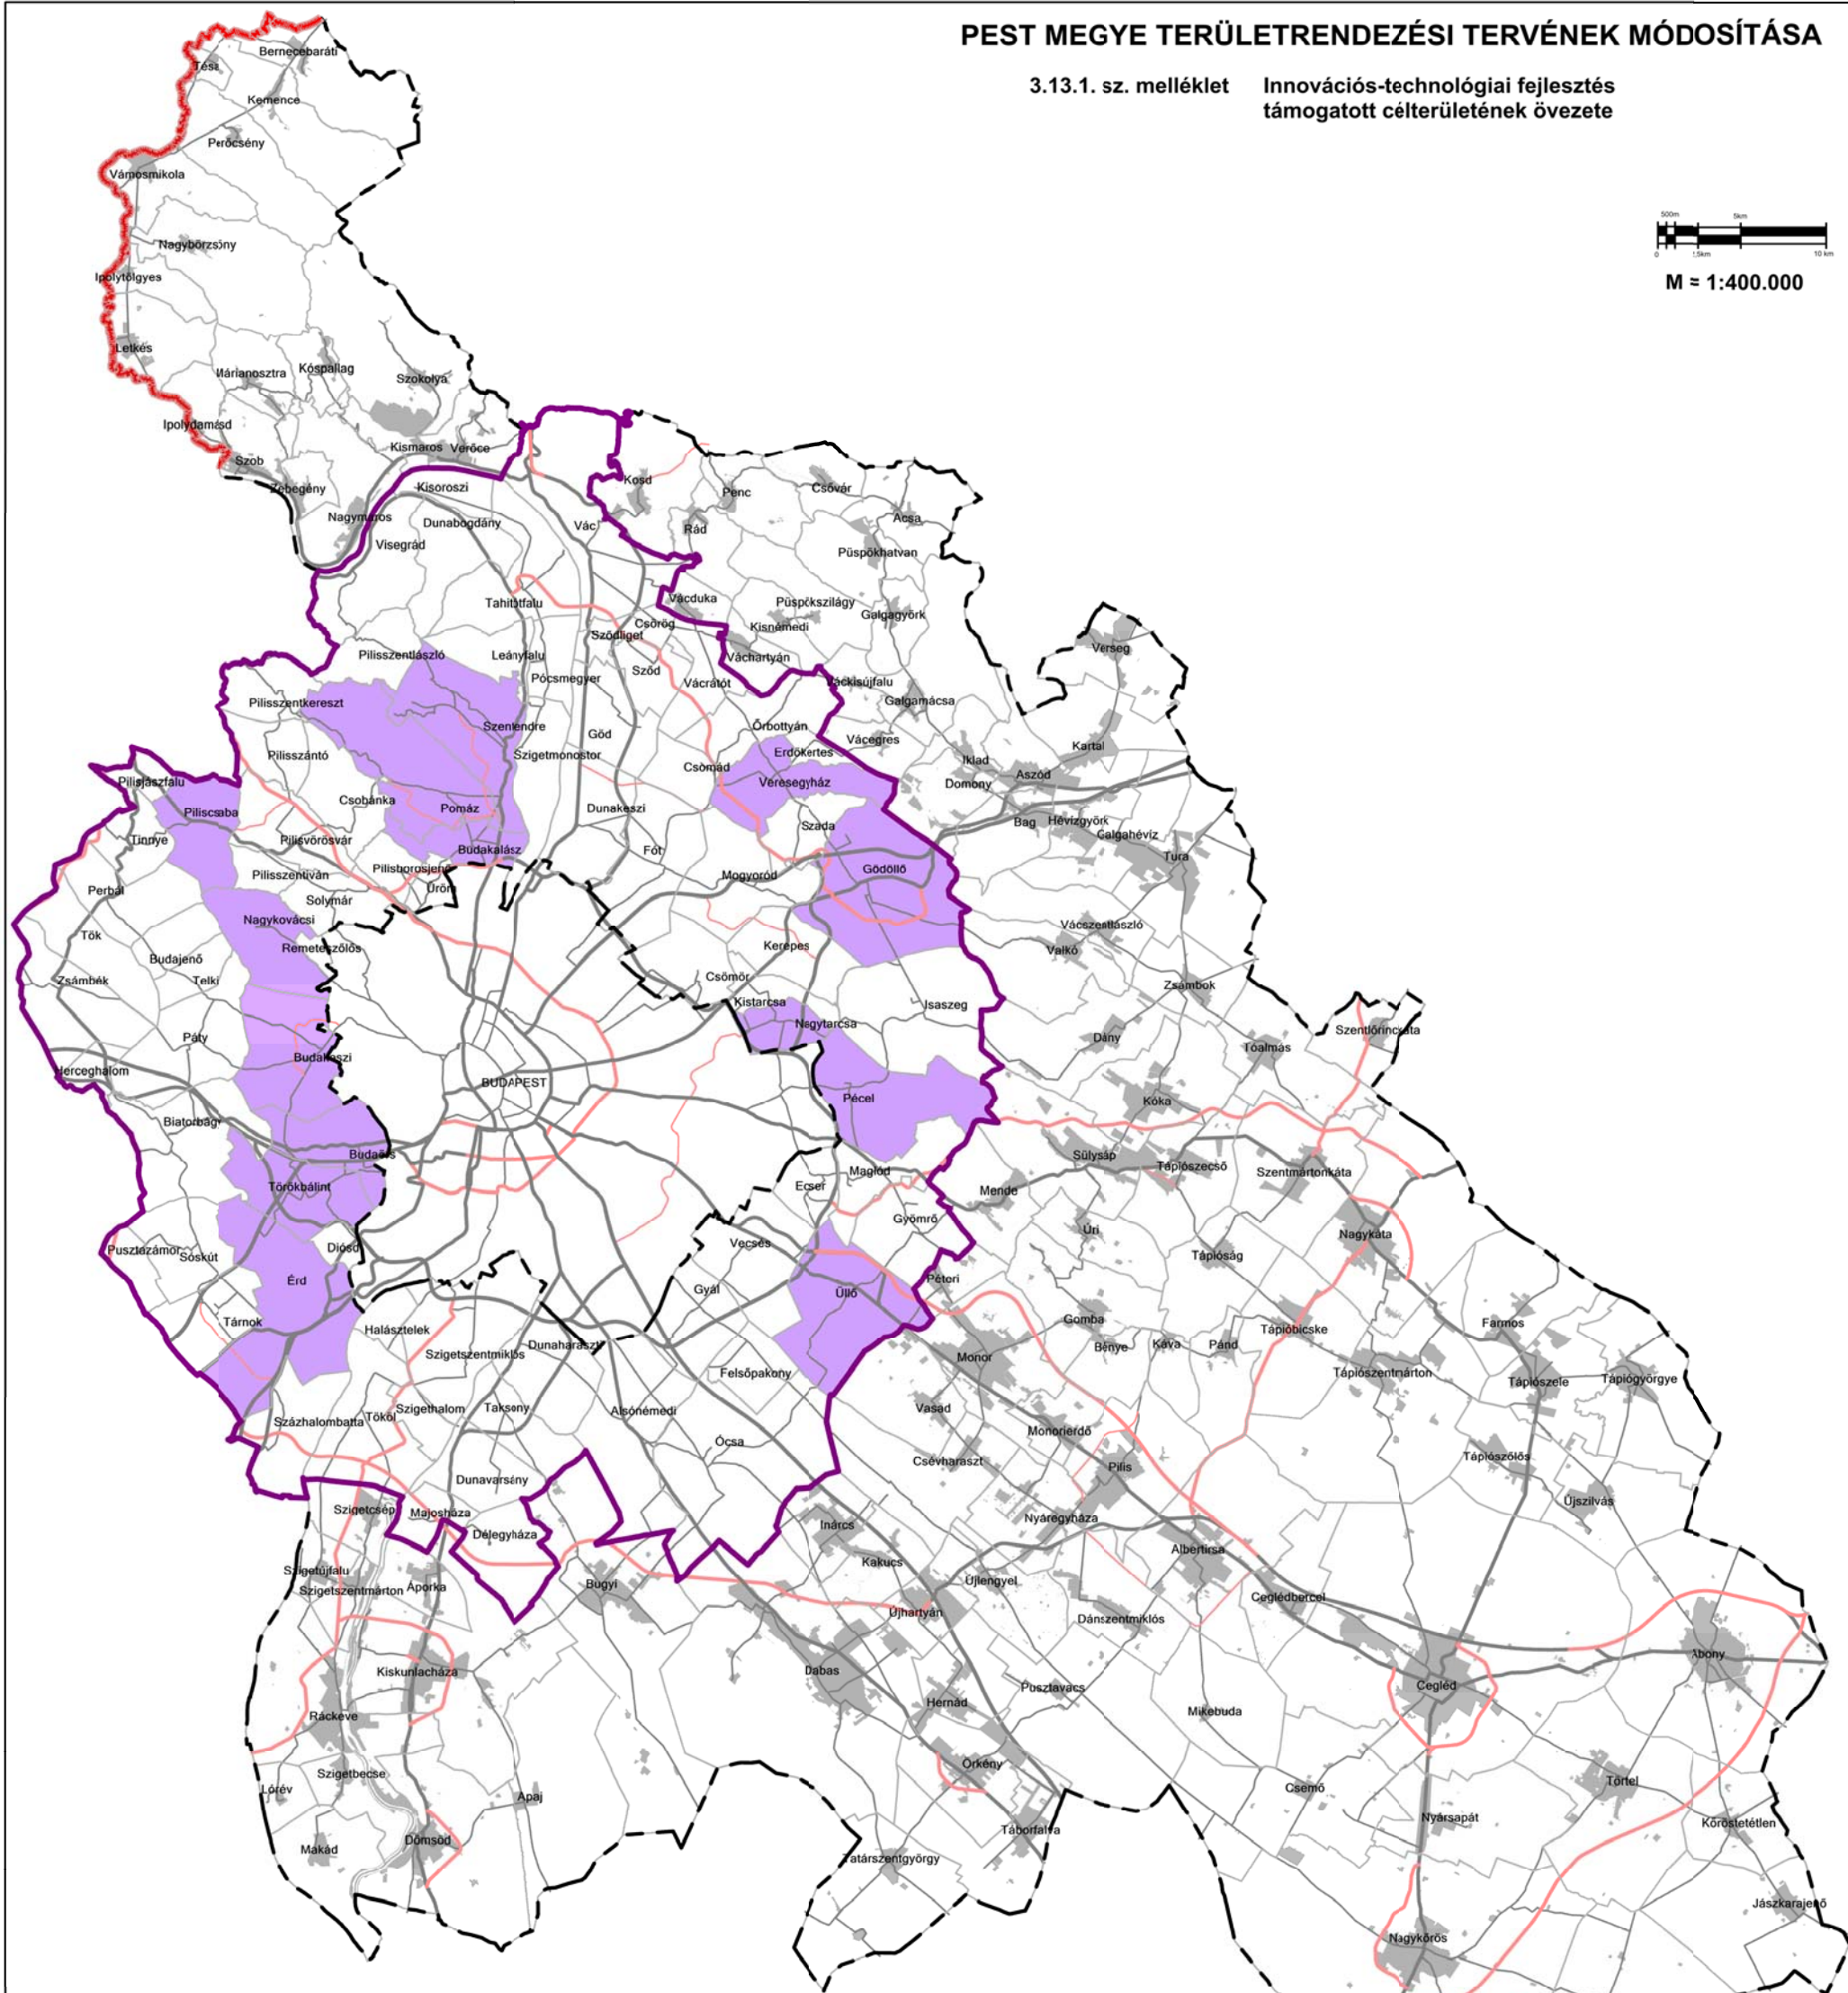 PEST MEGYE TERÜLETRENDEZÉSI TERVÉNEK MÓDOSÍTÁSA
3.13.1. sz. melléklet Innovációs-technológiai fejlesztés
támogatott célterületének övezete
500m 5km
0 10 km
M = 1:400.000
Bernecebaráti
Tésa
Kemence
Perőcsény
Vámosmikola
Nagybörzsöny
Ipolytölgyes
Letkés
Márianosztra
Kóspallag
Szokolya
Ipolydamásd
Szob
Kismaros
Verőce
Zebegény
Kisoroszi
Nagymaros
Dunabogdány
Visegrád
Vác
Kosd
Penc
Csővár
Rád
Acsa
Püspökhatvan
Tahitótfalu
Vácduka
Püspökszilágy
Galgagyörk
Kisnémedi
Csörög
Sződliget
Verseg
Pilisszentlászló
Leányfalu
Váchartyán
Pócsmegyer
Sződ
Vácrátót
Váckisújfalu
Galgamácsa
Pilisszentkereszt
Szentendre
Göd
Őrbottyán
Vácegres
Kartal
Pilisszántó
Szigetmonostor
Erdőkertes
Csömád
Iklad
Aszód
Pilisjászfalu
Veresegyház
Domony
Piliscsaba
Csobánka
Pomáz
Dunakeszi
Szada
Bag
Hévízgyörk
Galgahévíz
Tinnye
Pilisvörösvár
Budakalász
Fót
Tura
Pilisborosjenő
Mogyoród
Gödöllő
Pilisszentiván
Üröm
Perbál
Solymár
Nagykovácsi
Vácszentlászló
Tök
Remeteszőlős
Kerepes
Valkó
Budajenő
Zsámbék
Telki
Csömör
Zsámbok
Kistarcsa
Isaszeg
Nagytarcsa
Szentlőrinckáta
Páty
Dány
Tóalmás
Budakeszi
Herceghalom
BUDAPEST
Pécel
Kóka
Biatorbágy
Budaörs
Sülysáp
Tápiószecső
Szentmártonkáta
Maglód
Törökbálint
Ecser
Mende
Gyömrő
Úri
Nagykáta
Pusztazámor
Sóskút
Diósd
Vecsés
Tápióság
Érd
Gyál
Üllő
Péteri
Tárnok
Halásztelek
Gomba
Tápióbicske
Farmos
Szigetszentmiklós
Dunaharaszti
Monor
Bénye
Káva
Pánd
Felsőpakony
Tápiószentmárton
Tápiószele
Tápiógyörgye
Százhalombatta
Tököl
Szigethalom
Taksony
Alsónémedi
Vasad
Monorierdő
Ócsa
Csévharaszt
Pilis
Tápiószőlős
Dunavarsány
Újszilvás
Szigetcsép
Majosháza
Délegyháza
Inárcs
Nyáregyháza
Albertirsa
Kakucs
Szigetújfalu
Szigetszentmárton
Áporka
Bugyi
Újlengyel
Ceglédbercel
Újhartyán
Dánszentmiklós
Kiskunlacháza
Dabas
Abony
Cegléd
Pusztavacs
Hernád
Mikebuda
Ráckeve
Örkény
Szigetbecse
Lórév
Apaj
Csemő
Törtel
Nyársapát
Kőröstetétlen
Dömsöd
Makád
Táborfalva
Tatárszentgyörgy
Jászkarajenő
Nagykőrös